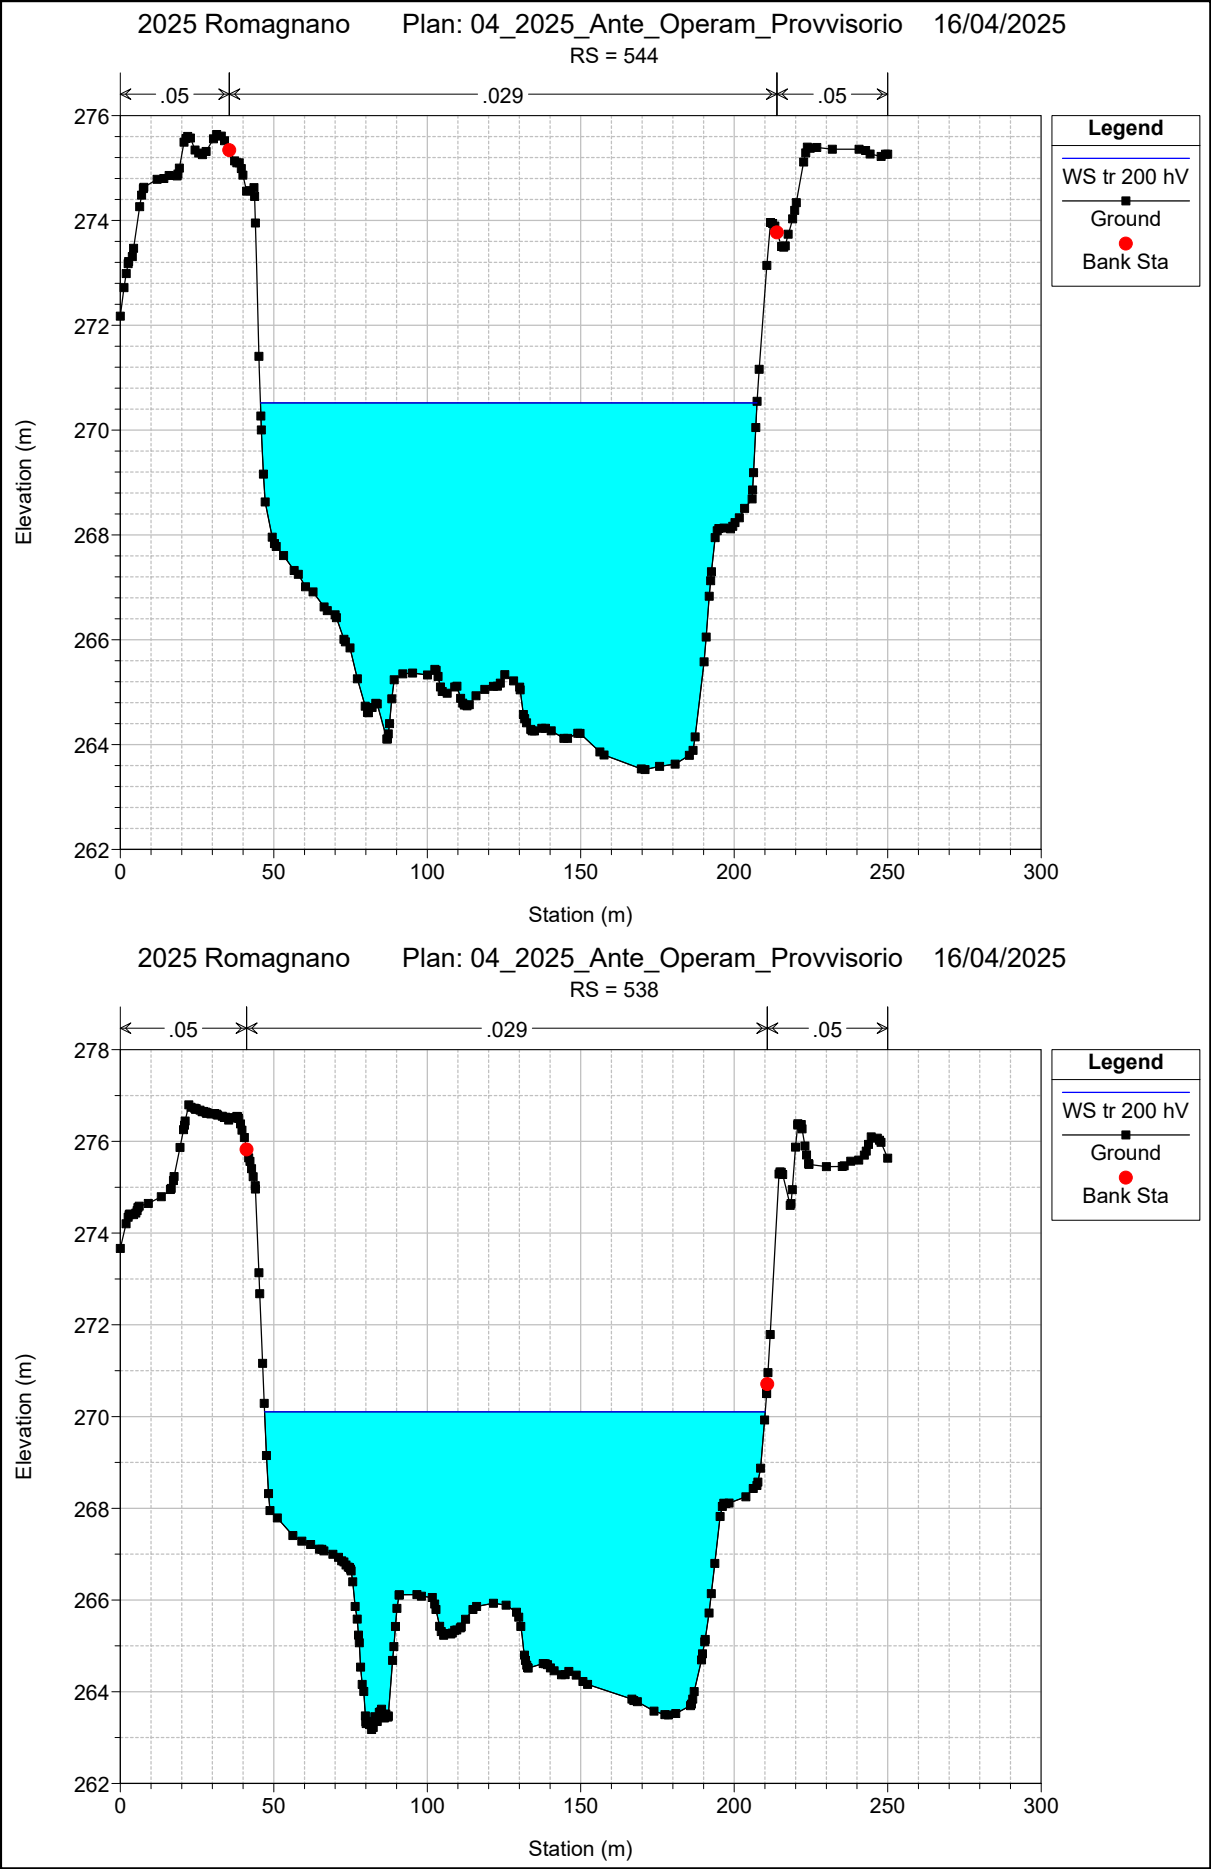 2025 Romagnano Plan: 04_2025_Ante_Operam_Provvisorio 16/04/2025
RS = 544
.05 .029 .05
276
274
272
270
268
266
264
262
0 50 100 150 200 250 300
Elevation (m)
Station (m)
Legend
WS tr 200 hV
Ground
Bank Sta
2025 Romagnano Plan: 04_2025_Ante_Operam_Provvisorio 16/04/2025
RS = 538
.05 .029 .05
278
276
274
272
270
268
266
264
262
0 50 100 150 200 250 300
Elevation (m)
Station (m)
Legend
WS tr 200 hV
Ground
Bank Sta